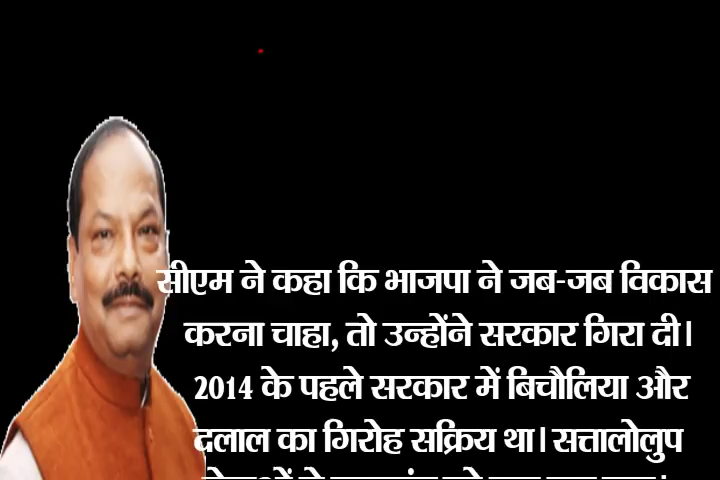 सीएम ने कहा कि भाजपा ने जब-जब विकास
करना चाहा, तो उन्होंने सरकार गिरा दी।
2014 के पहले सरकार में बिचौलिया और
दलाल का गिरोह सक्रिय था। सत्तालोलुप